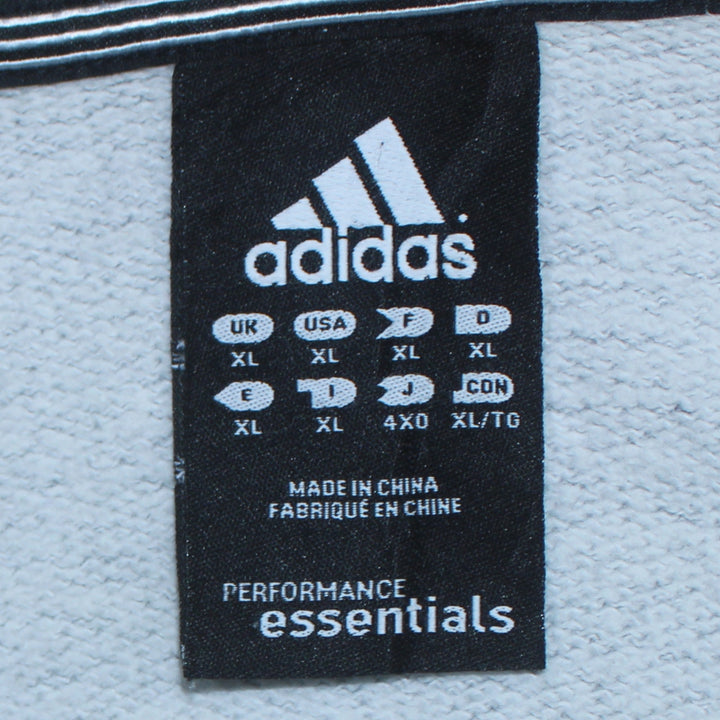 adidas
UK USA F D
XL XL XL XL
E I J CDN
XL XL 4XO XL/TG
MADE IN CHINA
FABRIQUÉ EN CHINE
PERFORMANCE
essentials